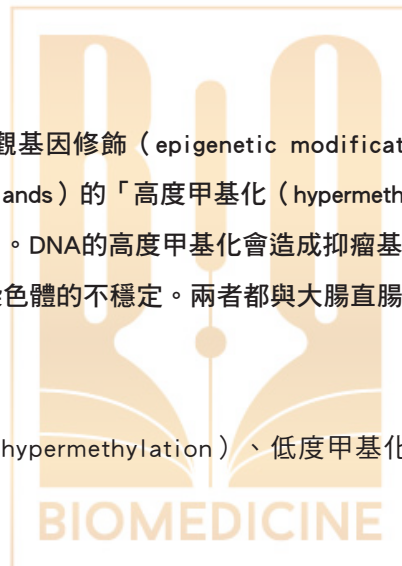 觀基因修飾（epigenetic modificat
ands）的「高度甲基化（hypermeth
。DNA的高度甲基化會造成抑瘤基
色體的不穩定。兩者都與大腸直腸
hypermethylation）、低度甲基化
BIOMEDICINE